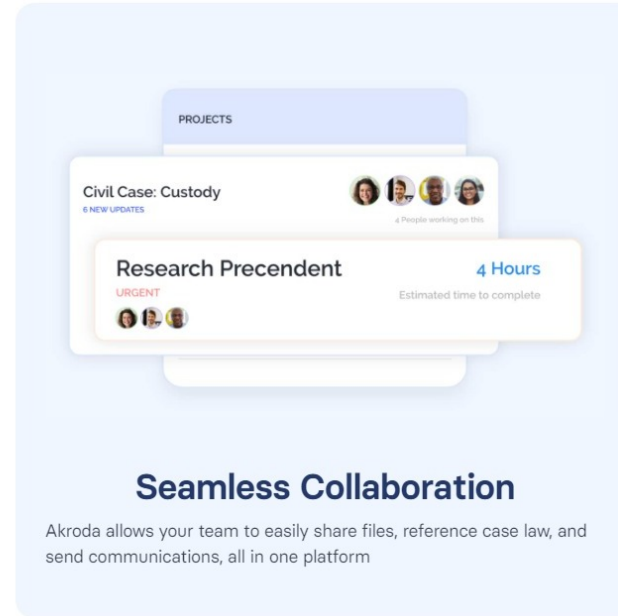 PROJECTS
Civil Case: Custody
6 NEW UPDATES
4 People working on this
Research Precendent
URGENT
4 Hours
Estimated time to complete
Seamless Collaboration
Akroda allows your team to easily share files, reference case law, and
send communications, all in one platform